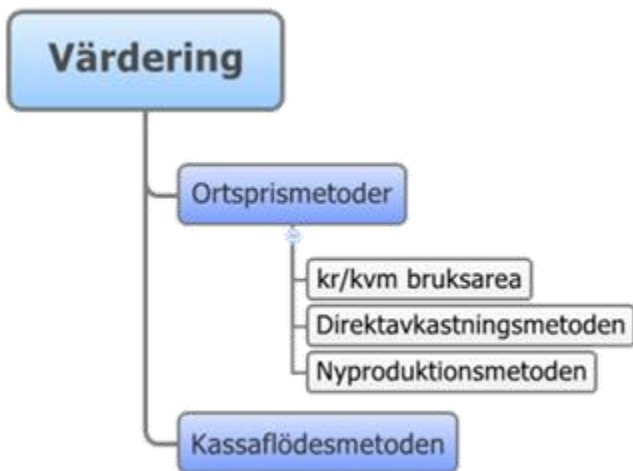 Värdering
Ortsprismetoder
kr/kvm bruksarea
Direktavkastningsmetoden
Nyproduktionsmetoden
Kassaflödesmetoden